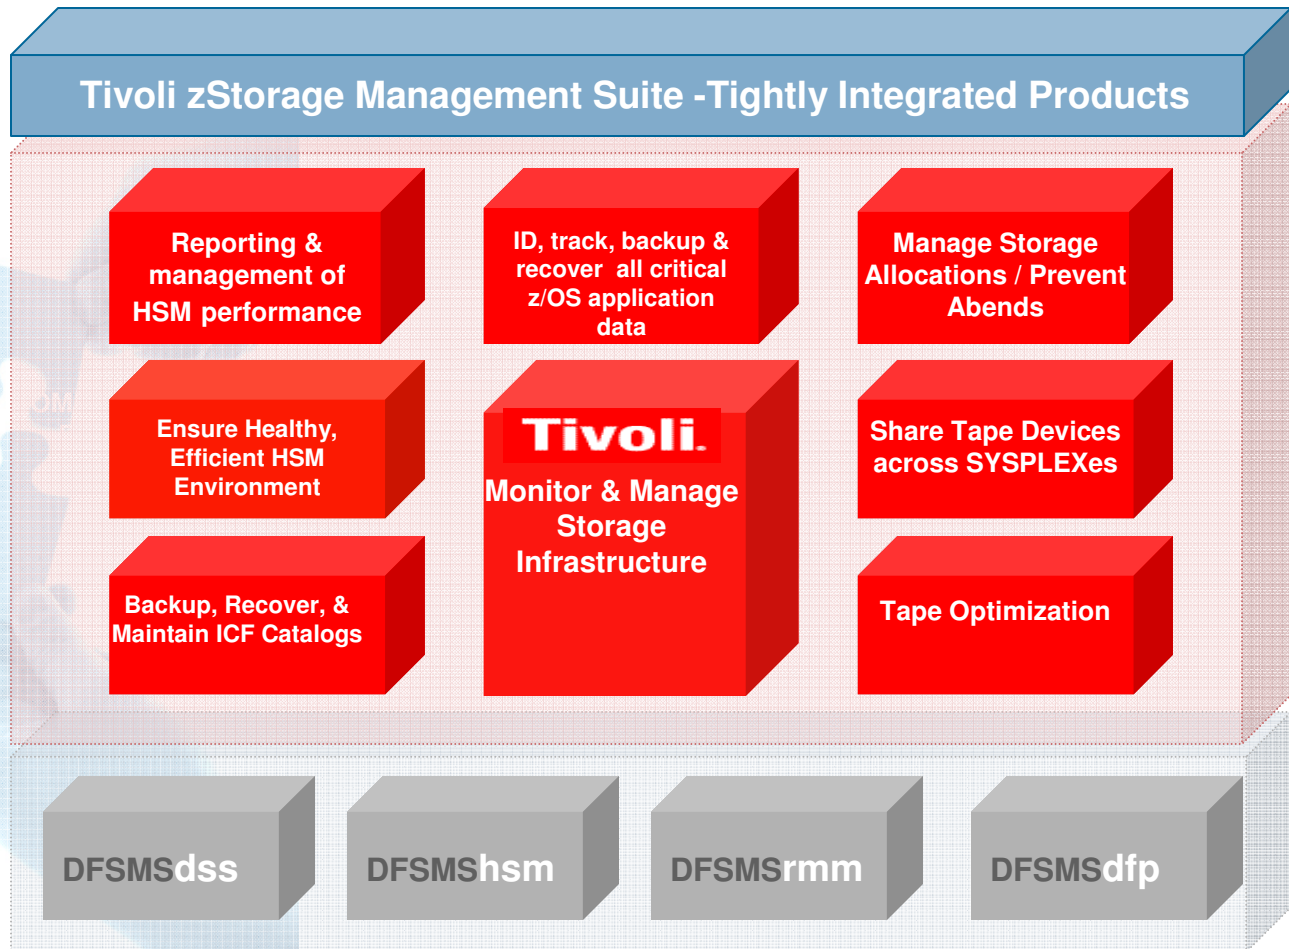 Tivoli zStorage Management Suite -Tightly Integrated Products
Reporting &
management of
HSM performance
ID, track, backup &
recover all critical
z/OS application
data
Manage Storage
Allocations / Prevent
Abends
Ensure Healthy,
Efficient HSM
Environment
Tivoli.
Monitor & Manage
Storage
Infrastructure
Share Tape Devices
across SYSPLEXes
Backup, Recover, &
Maintain ICF Catalogs
Tape Optimization
DFSMSdss
DFSMShsm
DFSMSrmm
DFSMSdfp